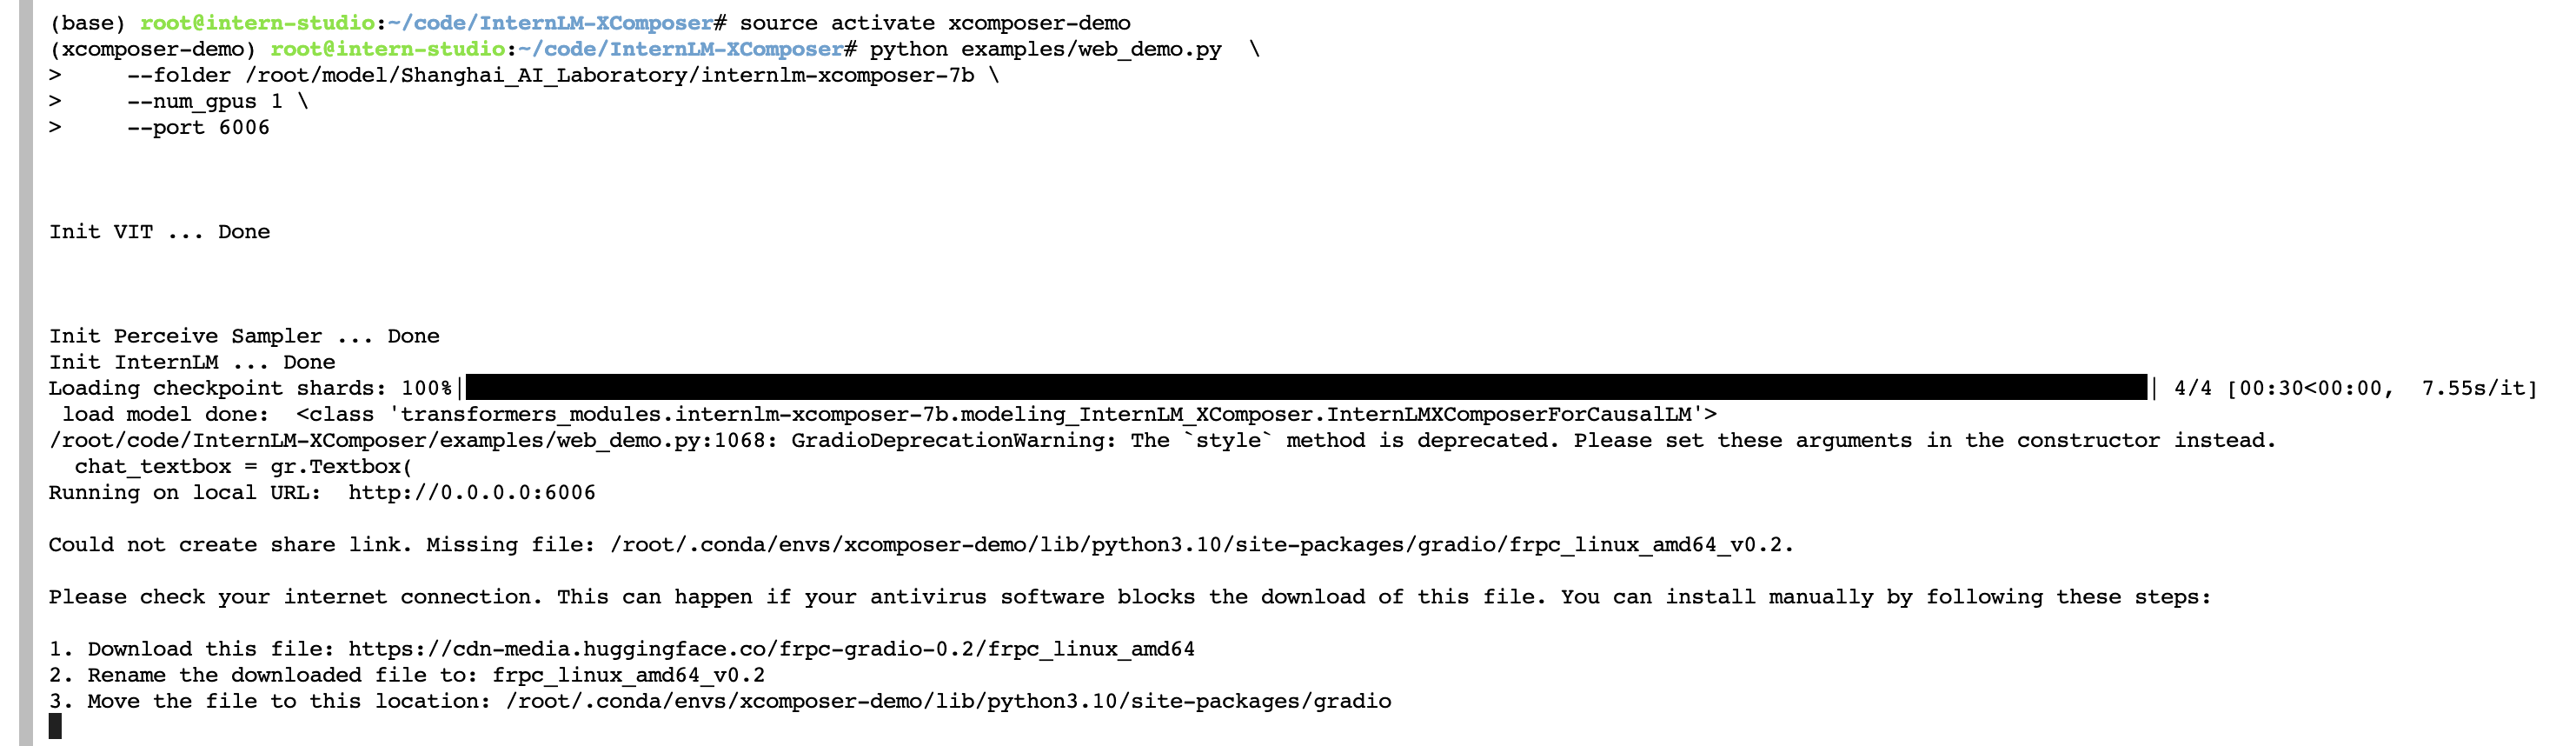 (base) root@intern-studio:~/code/InternLM-XComposer# source activate xcomposer-demo
(xcomposer-demo) root@intern-studio:~/code/InternLM-XComposer# python examples/web_demo.py  \
>     --folder /root/model/Shanghai_AI_Laboratory/internlm-xcomposer-7b \
>     --num_gpus 1 \
>     --port 6006
Init VIT ... Done
Init Perceive Sampler ... Done
Init InternLM ... Done
Loading checkpoint shards: 100%|██████████| 4/4 [00:30<00:00,  7.55s/it]
 load model done:  <class 'transformers_modules.internlm-xcomposer-7b.modeling_InternLM_XComposer.InternLMXComposerForCausalLM'>
/root/code/InternLM-XComposer/examples/web_demo.py:1068: GradioDeprecationWarning: The `style` method is deprecated. Please set these arguments in the constructor instead.
  chat_textbox = gr.Textbox(
Running on local URL:  http://0.0.0.0:6006
Could not create share link. Missing file: /root/.conda/envs/xcomposer-demo/lib/python3.10/site-packages/gradio/frpc_linux_amd64_v0.2.
Please check your internet connection. This can happen if your antivirus software blocks the download of this file. You can install manually by following these steps:
1. Download this file: https://cdn-media.huggingface.co/frpc-gradio-0.2/frpc_linux_amd64
2. Rename the downloaded file to: frpc_linux_amd64_v0.2
3. Move the file to this location: /root/.conda/envs/xcomposer-demo/lib/python3.10/site-packages/gradio